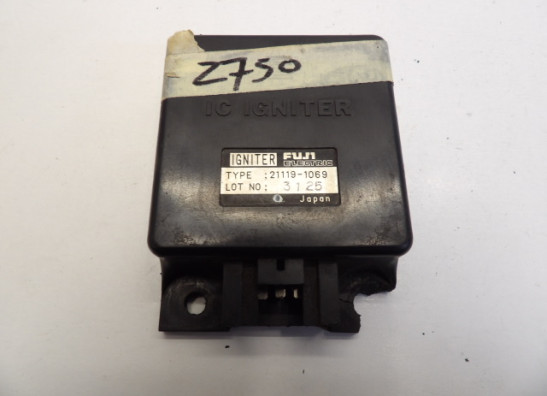 Z750
IC IGNITER
IGNITER FUJI ELECTRIC
TYPE :21119-1069
LOT NO: 3125
Japan